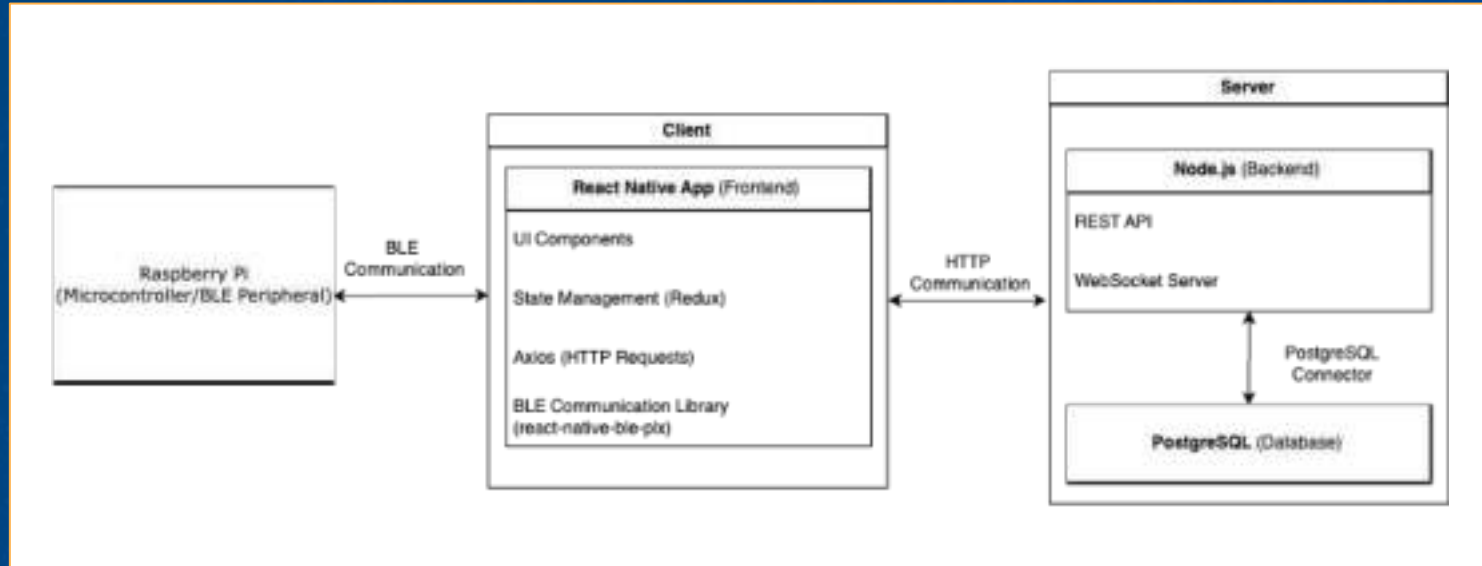 Raspberry Pi
(Microcontroller/BLE Peripheral)
BLE
Communication
Client
React Native App (Frontend)
UI Components
State Management (Redux)
Axios (HTTP Requests)
BLE Communication Library
(react-native-ble-plx)
HTTP
Communication
Server
Node.js (Backend)
REST API
WebSocket Server
PostgreSQL
Connector
PostgreSQL (Database)